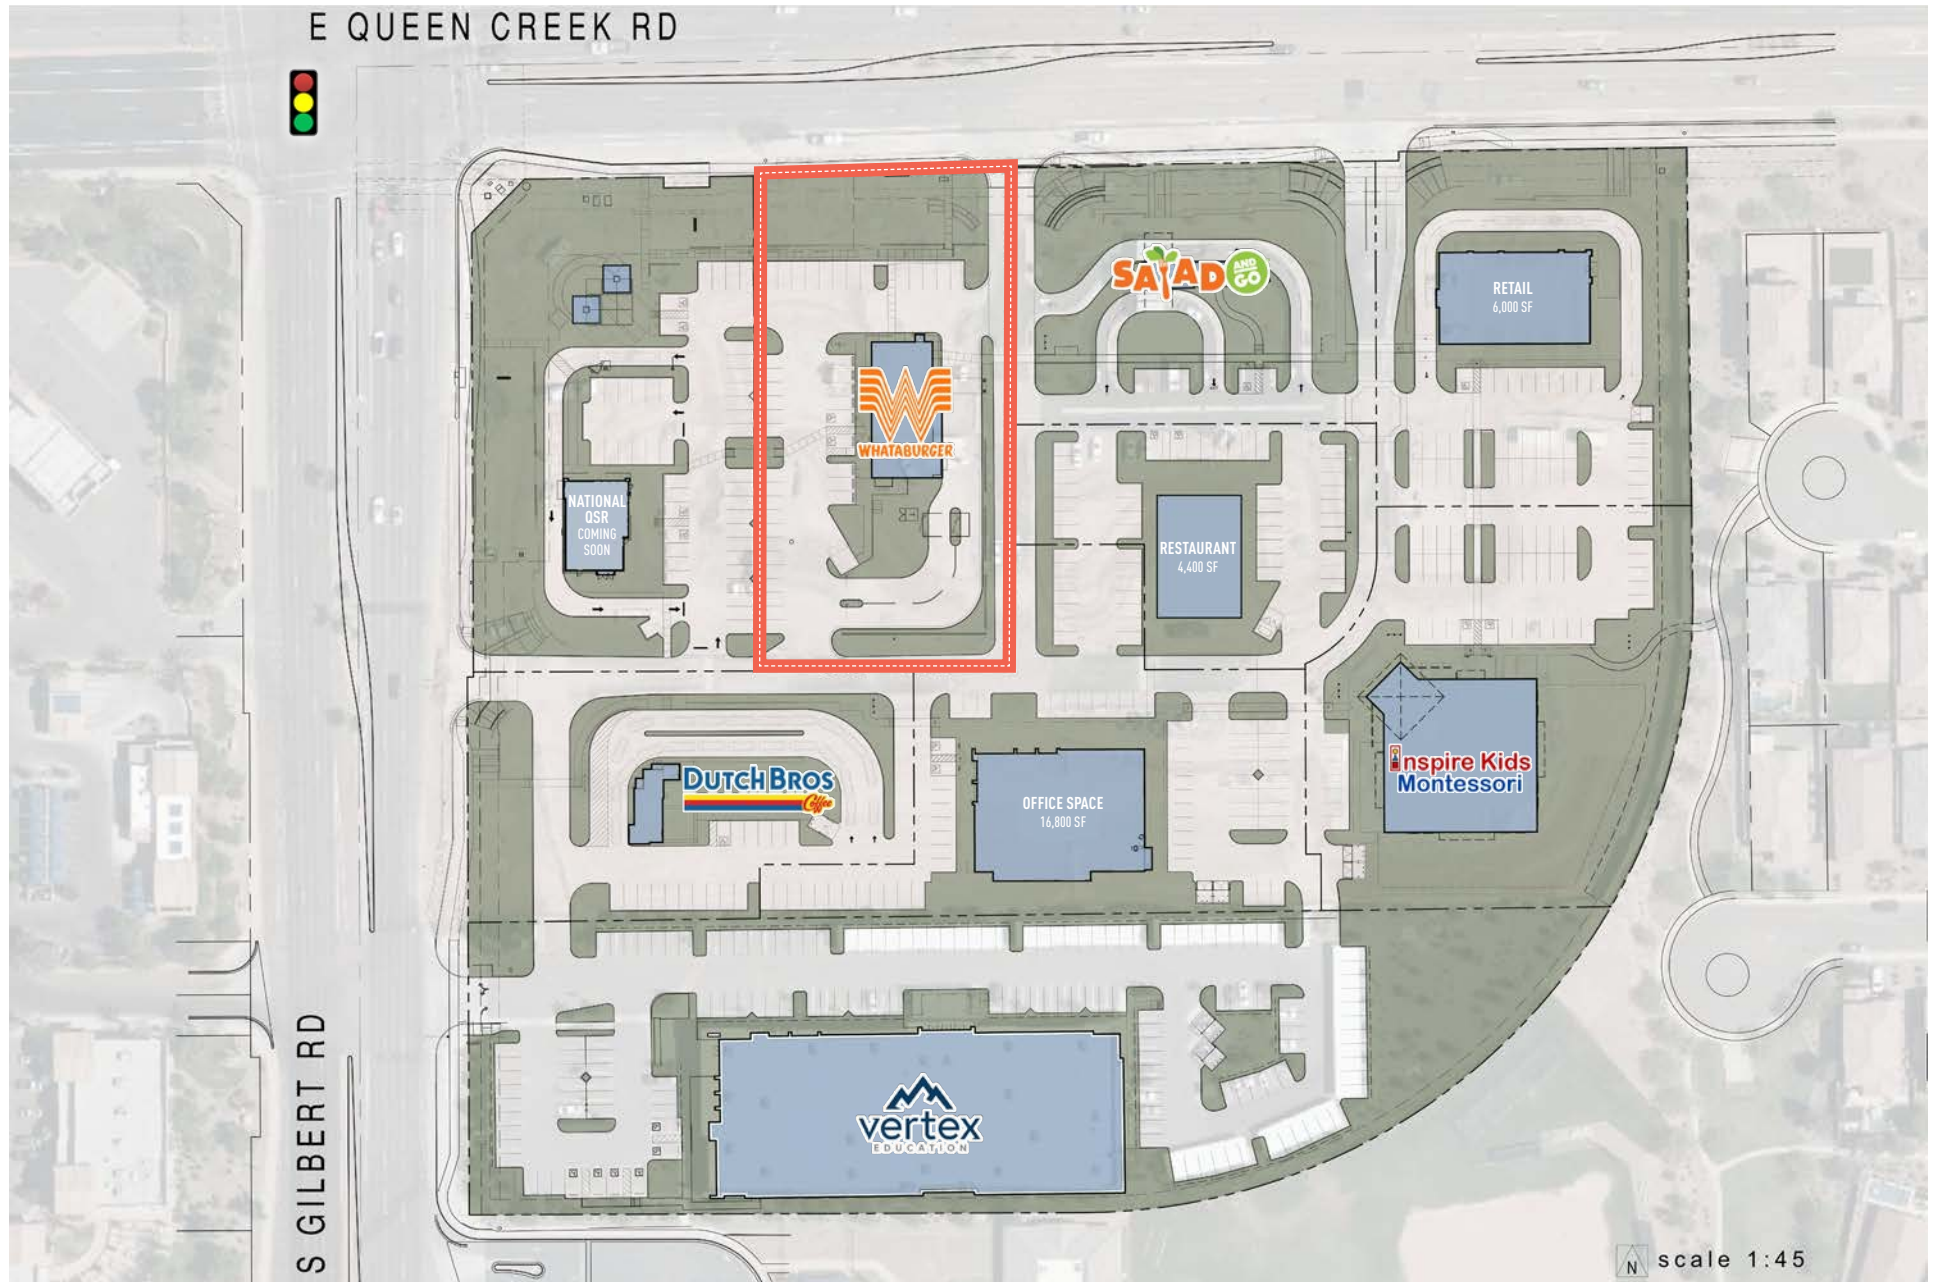 E QUEEN CREEK RD
SALAD AND GO
RETAIL
6,000 SF
WHATABURGER
NATIONAL
QSR
COMING
SOON
RESTAURANT
4,400 SF
DUTCH BROS
Coffee
OFFICE SPACE
16,800 SF
Inspire Kids
Montessori
vertex
EDUCATION
S GILBERT RD
N scale 1:45